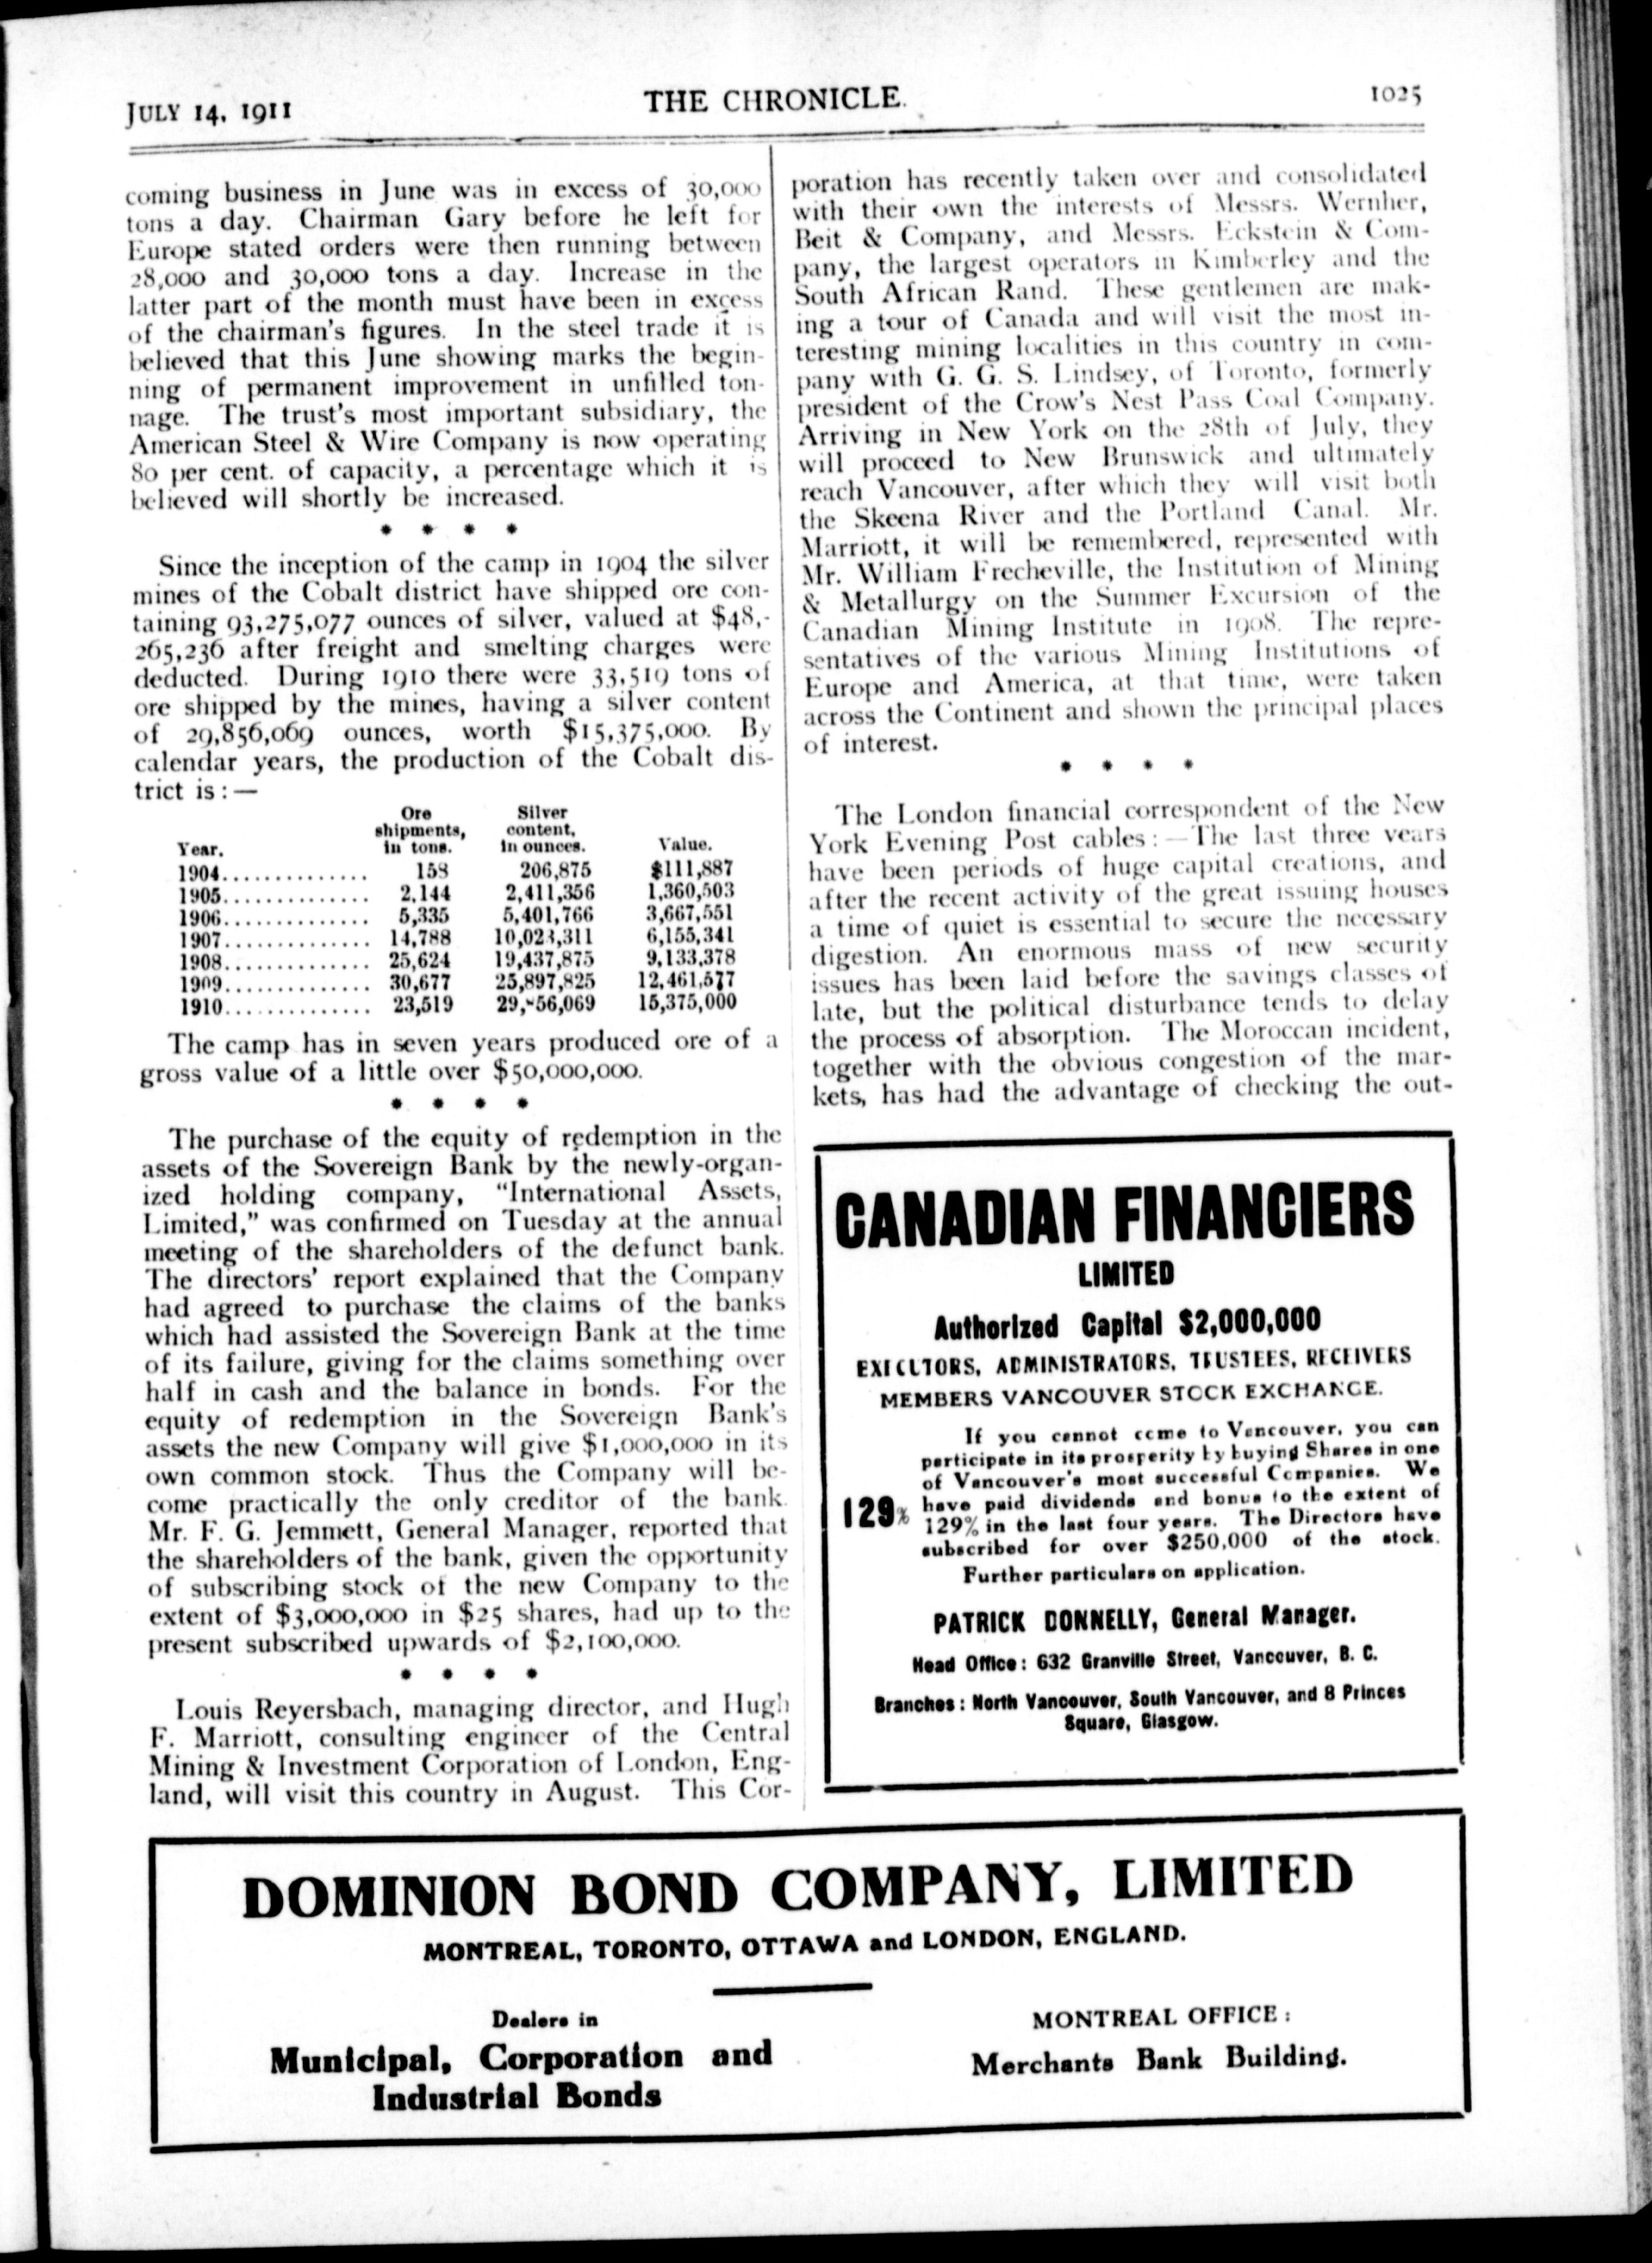 JULY 14, 1911
THE CHRONICLE.
1025
coming business in June was in excess of 30,000
tons a day. Chairman Gary before he left for
Europe stated orders were then running between
28,000 and 30,000 tons a day. Increase in the
latter part of the month must have been in excess
of the chairman's figures. In the steel trade it is
believed that this June showing marks the begin-
ning of permanent improvement in unfilled ton-
nage. The trust's most important subsidiary, the
American Steel & Wire Company is now operating
80 per cent. of capacity, a percentage which it is
believed will shortly be increased.
* * * *
Since the inception of the camp in 1904 the silver
mines of the Cobalt district have shipped ore con-
taining 93,275,077 ounces of silver, valued at $48,-
265,236 after freight and smelting charges were
deducted. During 1910 there were 33,519 tons of
ore shipped by the mines, having a silver content
of 29,856,069 ounces, worth $15,375,000. By
calendar years, the production of the Cobalt dis-
trict is:—
Ore Silver
shipments, content,
Year. in tons. in ounces. Value.
1904.............. 158 206,875 $111,887
1905.............. 2,144 2,411,356 1,360,503
1906.............. 5,335 5,401,766 3,667,551
1907.............. 14,788 10,023,311 6,155,341
1908.............. 25,624 19,437,875 9,133,378
1909.............. 30,677 25,897,825 12,461,577
1910.............. 23,519 29,856,069 15,375,000
The camp has in seven years produced ore of a
gross value of a little over $50,000,000.
* * * *
The purchase of the equity of redemption in the
assets of the Sovereign Bank by the newly-organ-
ized holding company, "International Assets,
Limited," was confirmed on Tuesday at the annual
meeting of the shareholders of the defunct bank.
The directors' report explained that the Company
had agreed to purchase the claims of the banks
which had assisted the Sovereign Bank at the time
of its failure, giving for the claims something over
half in cash and the balance in bonds. For the
equity of redemption in the Sovereign Bank's
assets the new Company will give $1,000,000 in its
own common stock. Thus the Company will be-
come practically the only creditor of the bank.
Mr. F. G. Jemmett, General Manager, reported that
the shareholders of the bank, given the opportunity
of subscribing stock of the new Company to the
extent of $3,000,000 in $25 shares, had up to the
present subscribed upwards of $2,100,000.
* * * *
Louis Reyersbach, managing director, and Hugh
F. Marriott, consulting engineer of the Central
Mining & Investment Corporation of London, Eng-
land, will visit this country in August. This Cor-
poration has recently taken over and consolidated
with their own the interests of Messrs. Wernher,
Beit & Company, and Messrs. Eckstein & Com-
pany, the largest operators in Kimberley and the
South African Rand. These gentlemen are mak-
ing a tour of Canada and will visit the most in-
teresting mining localities in this country in com-
pany with G. G. S. Lindsey, of Toronto, formerly
president of the Crow's Nest Pass Coal Company.
Arriving in New York on the 28th of July, they
will proceed to New Brunswick and ultimately
reach Vancouver, after which they will visit both
the Skeena River and the Portland Canal. Mr.
Marriott, it will be remembered, represented with
Mr. William Frecheville, the Institution of Mining
& Metallurgy on the Summer Excursion of the
Canadian Mining Institute in 1908. The repre-
sentatives of the various Mining Institutions of
Europe and America, at that time, were taken
across the Continent and shown the principal places
of interest.
* * * *
The London financial correspondent of the New
York Evening Post cables:—The last three years
have been periods of huge capital creations, and
after the recent activity of the great issuing houses
a time of quiet is essential to secure the necessary
digestion. An enormous mass of new security
issues has been laid before the savings classes of
late, but the political disturbance tends to delay
the process of absorption. The Moroccan incident,
together with the obvious congestion of the mar-
kets, has had the advantage of checking the out-
CANADIAN FINANCIERS
LIMITED
Authorized Capital $2,000,000
EXECUTORS, ADMINISTRATORS, TRUSTEES, RECEIVERS
MEMBERS VANCOUVER STOCK EXCHANGE.
If you cannot come to Vancouver, you can
participate in its prosperity by buying Shares in one
of Vancouver's most successful Companies. We
have paid dividends and bonus to the extent of
129% 129% in the last four years. The Directors have
subscribed for over $250,000 of the stock.
Further particulars on application.
PATRICK DONNELLY, General Manager.
Head Office: 632 Granville Street, Vancouver, B. C.
Branches: North Vancouver, South Vancouver, and 8 Princes
Square, Glasgow.
DOMINION BOND COMPANY, LIMITED
MONTREAL, TORONTO, OTTAWA and LONDON, ENGLAND.
Dealers in
Municipal, Corporation and
Industrial Bonds
MONTREAL OFFICE:
Merchants Bank Building.